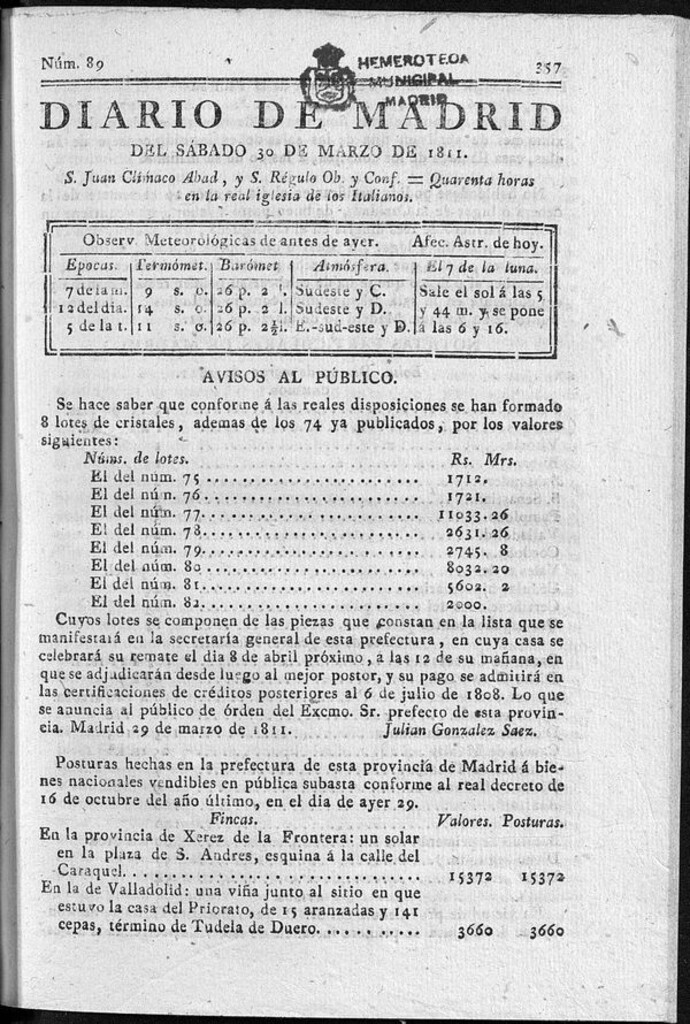 Núm. 89
357
HEMEROTECA
MUNICIPAL
MADRID
DIARIO DE MADRID
DEL SÁBADO 30 DE MARZO DE 1811.
S. Juan Climaco Abad, y S. Régulo Ob. y Conf. = Quarenta horas
en la real iglesia de los Italianos.
Observ. Meteorológicas de antes de ayer. Afec. Astr. de hoy.
Epocas. Termómet. Barómet Atmósfera. El 7 de la luna.
7 de la m. 9 s. o. 26 p. 2 l. Sudeste y C. Sale el sol á las 5
12 del dia. 14 s. o. 26 p. 2 l. Sudeste y D. y 44 m. y se pone
5 de la t. 11 s. o. 26 p. 2½l. E.-sud-este y D. á las 6 y 16.
AVISOS AL PÚBLICO.
Se hace saber que conforme á las reales disposiciones se han formado
8 lotes de cristales, ademas de los 74 ya publicados, por los valores
siguientes:
Núms. de lotes. Rs. Mrs.
El del núm. 75 .................... 1712.
El del núm. 76 .................... 1721.
El del núm. 77 .................... 11033. 26
El del núm. 78 .................... 2631. 26
El del núm. 79 .................... 2745. 8
El del núm. 80 .................... 8032. 20
El del núm. 81 .................... 5602. 2
El del núm. 82 .................... 2000.
Cuyos lotes se componen de las piezas que constan en la lista que se
manifestará en la secretaría general de esta prefectura, en cuya casa se
celebrará su remate el dia 8 de abril próximo, á las 12 de su mañana, en
que se adjudicarán desde luego al mejor postor, y su pago se admitirá en
las certificaciones de créditos posteriores al 6 de julio de 1808. Lo que
se anuncia al público de órden del Excmo. Sr. prefecto de esta provin-
cia. Madrid 29 de marzo de 1811. Julian Gonzalez Saez.
Posturas hechas en la prefectura de esta provincia de Madrid á bie-
nes nacionales vendibles en pública subasta conforme al real decreto de
16 de octubre del año último, en el dia de ayer 29.
Fincas. Valores. Posturas.
En la provincia de Xerez de la Frontera: un solar
en la plaza de S. Andres, esquina á la calle del
Caraquel. .......................... 15372 15372
En la de Valladolid: una viña junto al sitio en que
estuvo la casa del Priorato, de 15 aranzadas y 141
cepas, término de Tudela de Duero. .......... 3660 3660